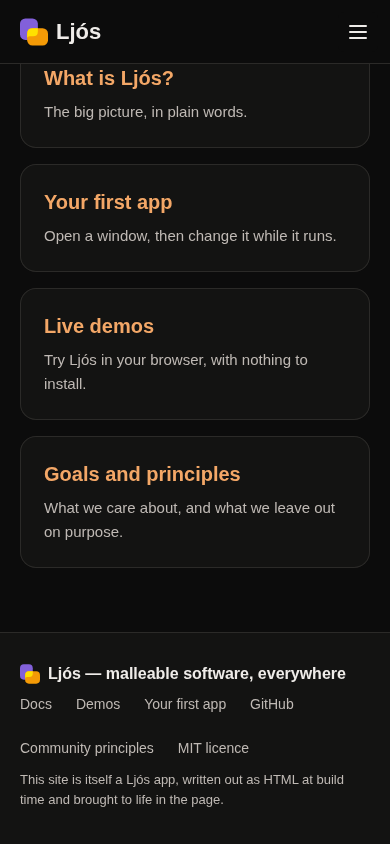 Ljós
What is Ljós?
The big picture, in plain words.
Your first app
Open a window, then change it while it runs.
Live demos
Try Ljós in your browser, with nothing to
install.
Goals and principles
What we care about, and what we leave out
on purpose.
Ljós — malleable software, everywhere
Docs Demos Your first app GitHub
Community principles MIT licence
This site is itself a Ljós app, written out as HTML at build
time and brought to life in the page.